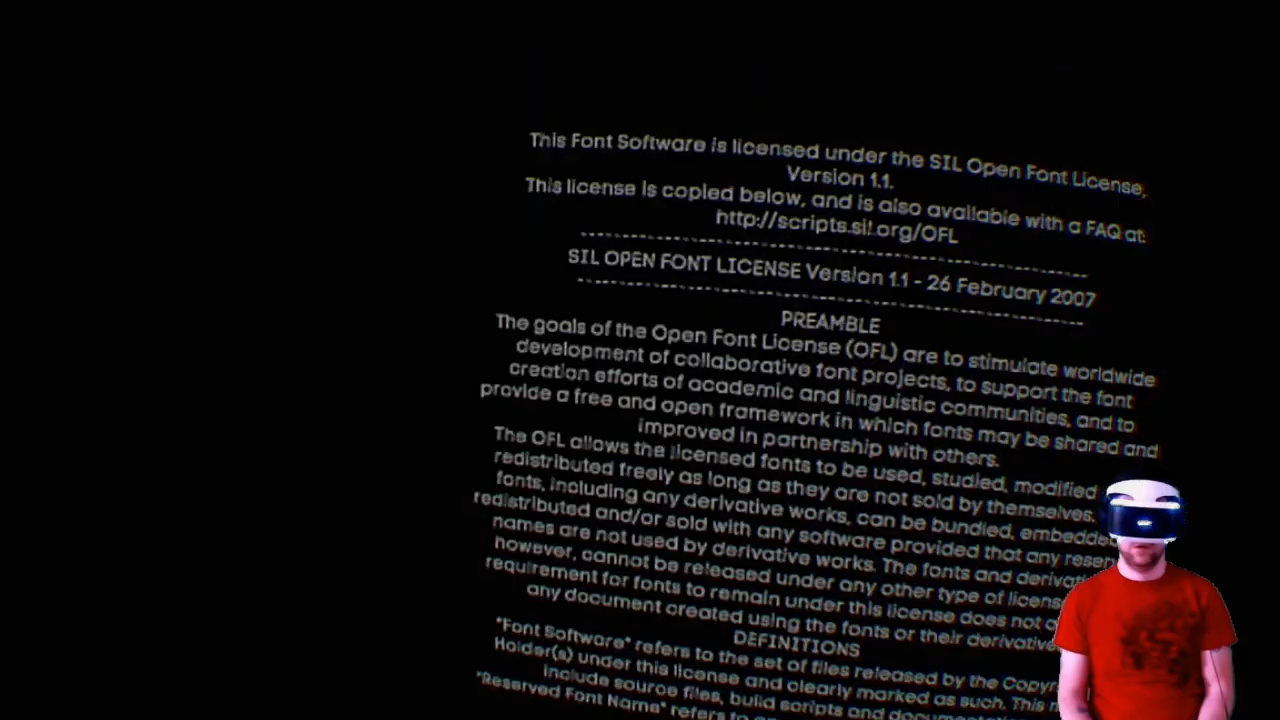 This Font Software is licensed under the SIL Open Font License,
Version 1.1.
This license is copied below, and is also available with a FAQ at:
http://scripts.sil.org/OFL
-----------------------------------------------------------
SIL OPEN FONT LICENSE Version 1.1 - 26 February 2007
-----------------------------------------------------------
PREAMBLE
The goals of the Open Font License (OFL) are to stimulate worldwide
development of collaborative font projects, to support the font
creation efforts of academic and linguistic communities, and to
provide a free and open framework in which fonts may be shared and
improved in partnership with others.
The OFL allows the licensed fonts to be used, studied, modified
redistributed freely as long as they are not sold by themselves.
fonts, including any derivative works, can be bundled, embedded
redistributed and/or sold with any software provided that any reser
names are not used by derivative works. The fonts and derivati
however, cannot be released under any other type of licens
requirement for fonts to remain under this license does not a
any document created using the fonts or their derivative
DEFINITIONS
"Font Software" refers to the set of files released by the Copyr
Holder(s) under this license and clearly marked as such. This m
include source files, build scripts and documentatio
"Reserved Font Name" refers to